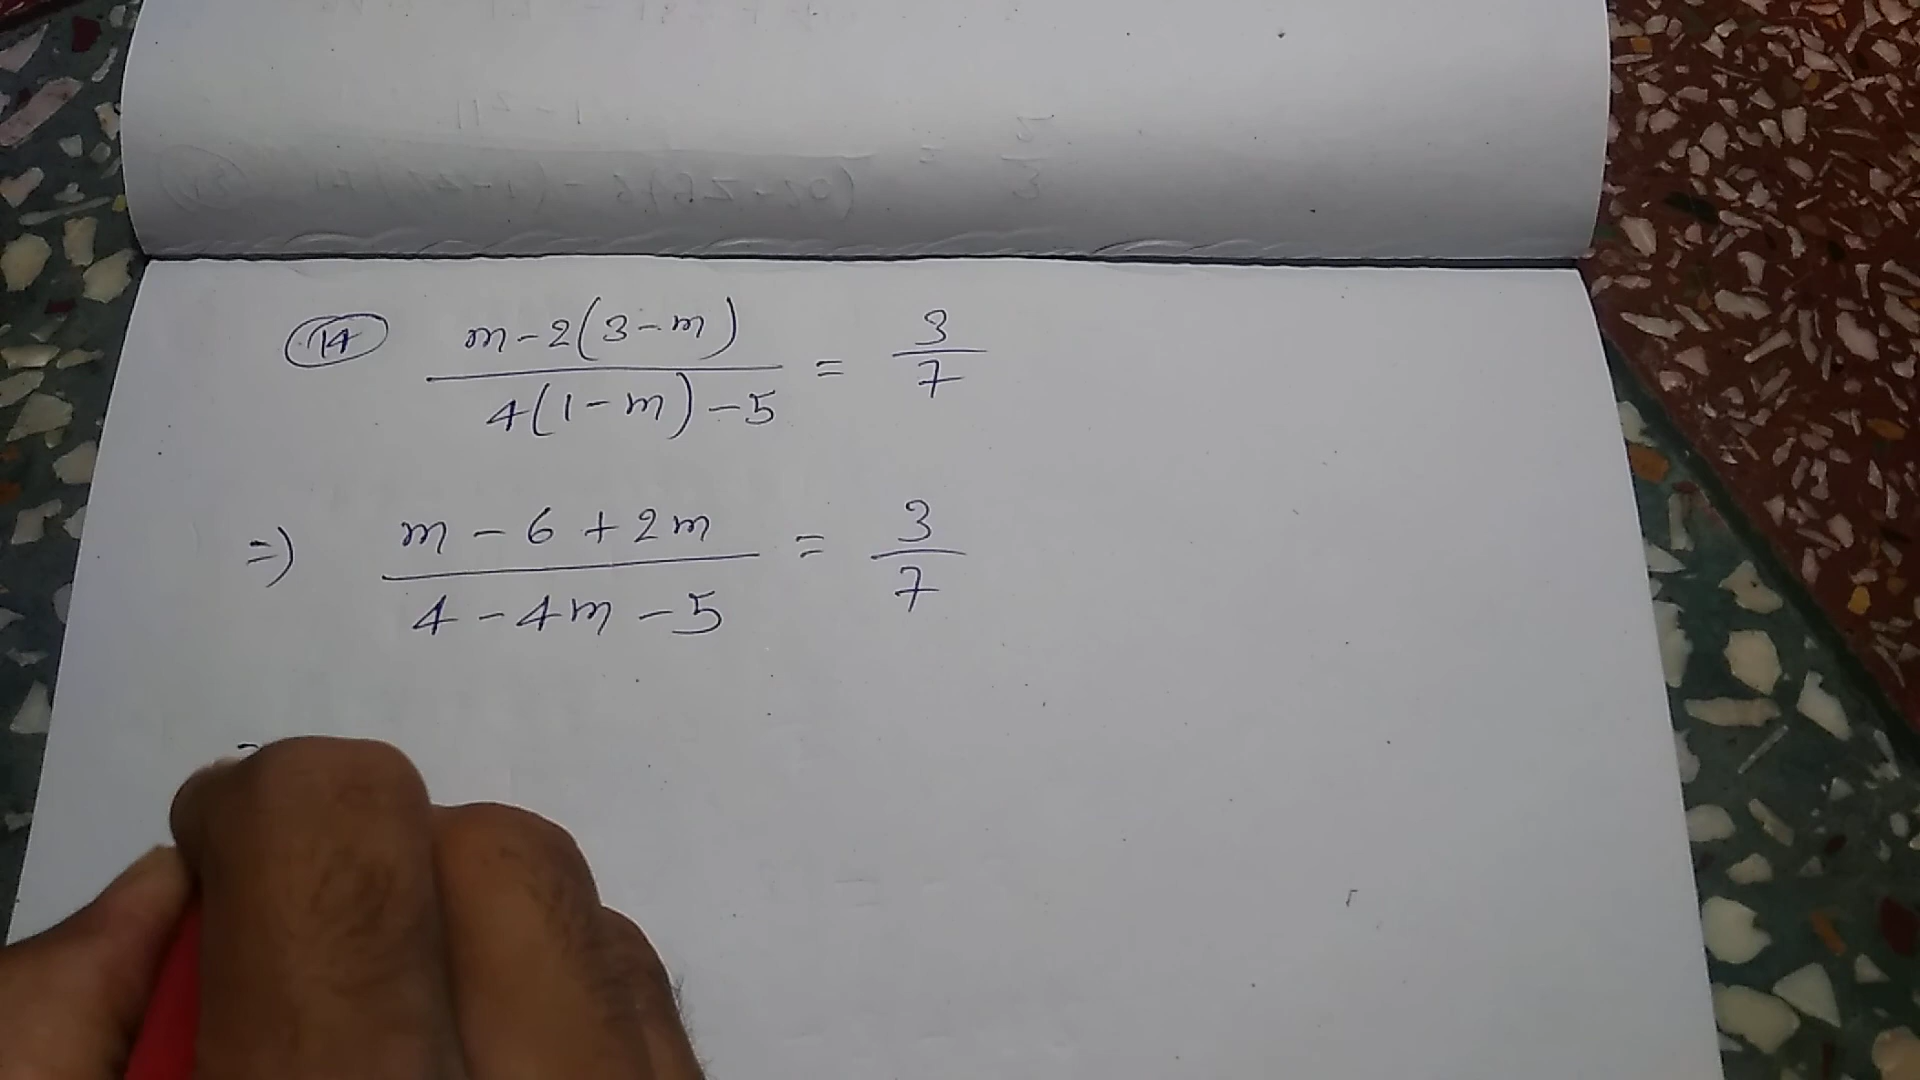 14 m-2(3-m) / 4(1-m)-5 = 3/7
=) m-6+2m / 4-4m-5 = 3/7